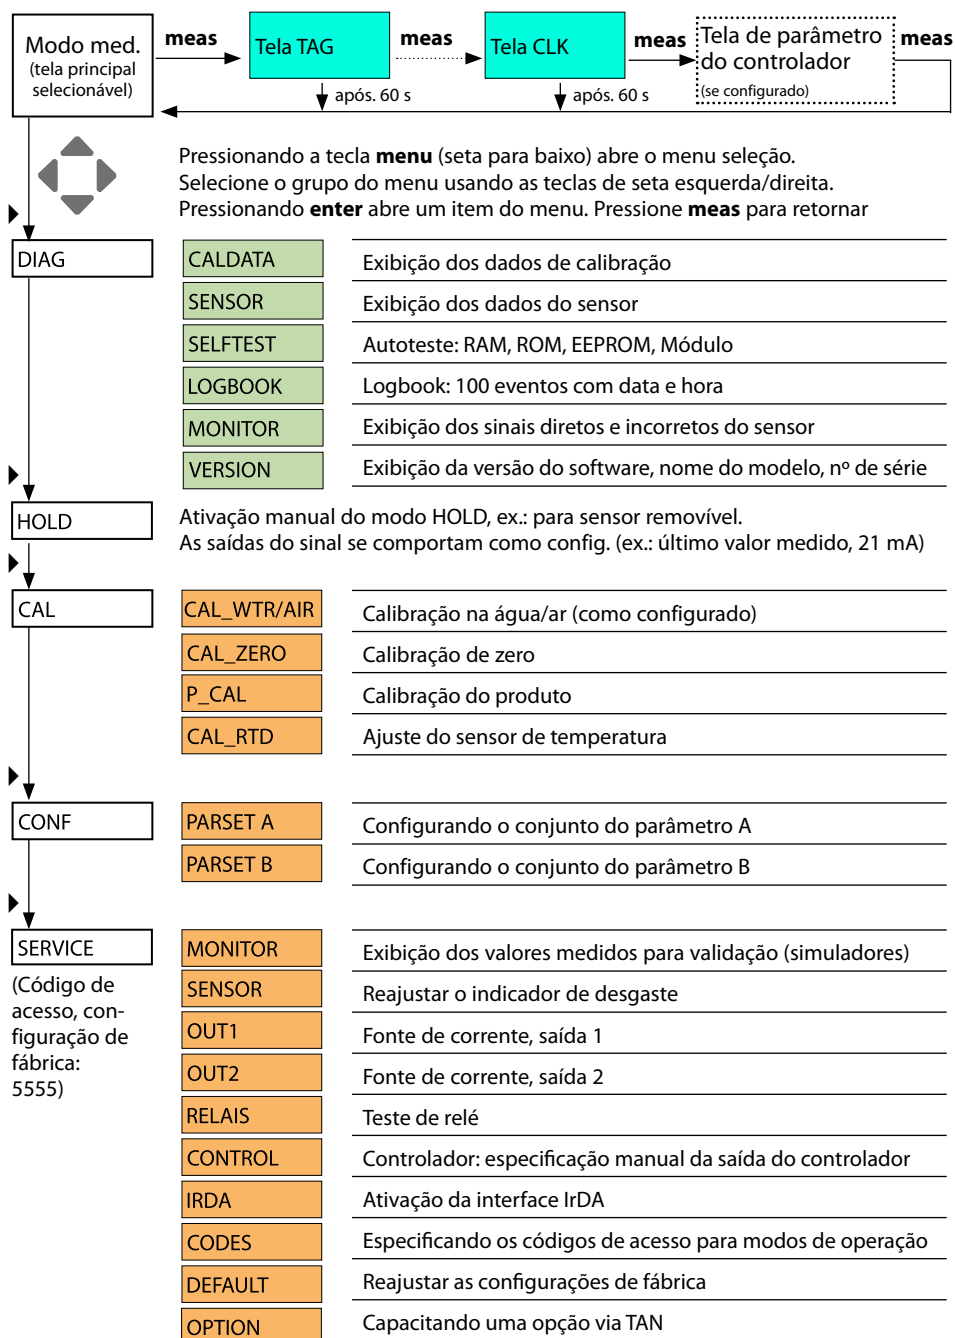 Modo med.
(tela principal
selecionável)
meas
Tela TAG
meas
Tela CLK
meas
Tela de parâmetro
do controlador
(se configurado)
meas
após. 60 s
após. 60 s
Pressionando a tecla menu (seta para baixo) abre o menu seleção.
Selecione o grupo do menu usando as teclas de seta esquerda/direita.
Pressionando enter abre um item do menu. Pressione meas para retornar
DIAG
CALDATA Exibição dos dados de calibração
SENSOR Exibição dos dados do sensor
SELFTEST Autoteste: RAM, ROM, EEPROM, Módulo
LOGBOOK Logbook: 100 eventos com data e hora
MONITOR Exibição dos sinais diretos e incorretos do sensor
VERSION Exibição da versão do software, nome do modelo, nº de série
HOLD
Ativação manual do modo HOLD, ex.: para sensor removível.
As saídas do sinal se comportam como config. (ex.: último valor medido, 21 mA)
CAL
CAL_WTR/AIR Calibração na água/ar (como configurado)
CAL_ZERO Calibração de zero
P_CAL Calibração do produto
CAL_RTD Ajuste do sensor de temperatura
CONF
PARSET A Configurando o conjunto do parâmetro A
PARSET B Configurando o conjunto do parâmetro B
SERVICE
(Código de
acesso, con-
figuração de
fábrica:
5555)
MONITOR Exibição dos valores medidos para validação (simuladores)
SENSOR Reajustar o indicador de desgaste
OUT1 Fonte de corrente, saída 1
OUT2 Fonte de corrente, saída 2
RELAIS Teste de relé
CONTROL Controlador: especificação manual da saída do controlador
IRDA Ativação da interface IrDA
CODES Especificando os códigos de acesso para modos de operação
DEFAULT Reajustar as configurações de fábrica
OPTION Capacitando uma opção via TAN